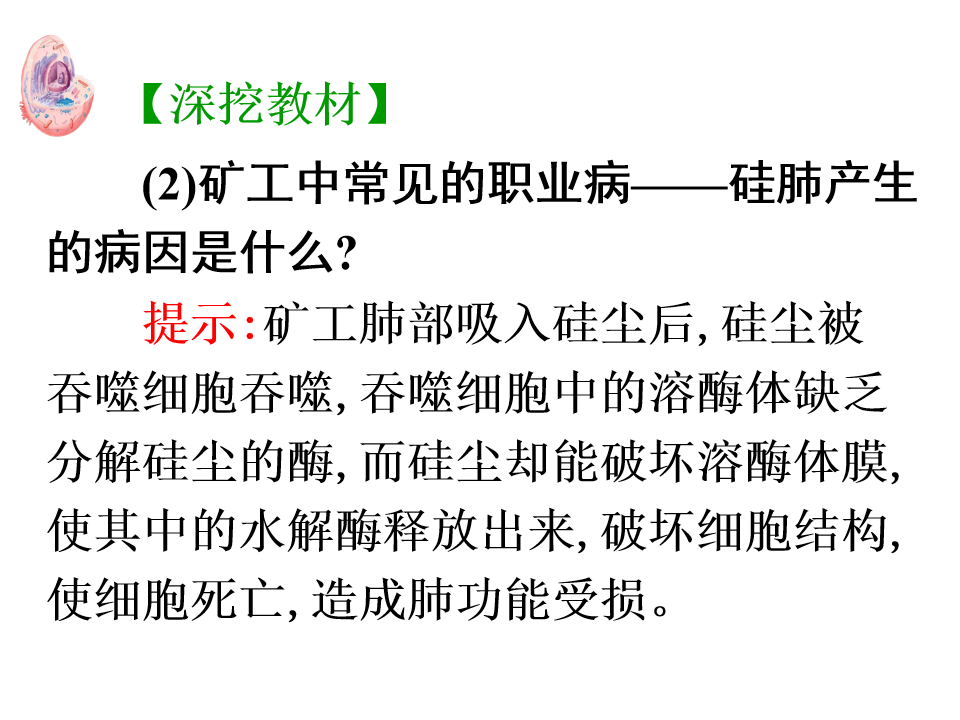 【深挖教材】
(2)矿工中常见的职业病——硅肺产生
的病因是什么?
提示:矿工肺部吸入硅尘后,硅尘被
吞噬细胞吞噬,吞噬细胞中的溶酶体缺乏
分解硅尘的酶,而硅尘却能破坏溶酶体膜,
使其中的水解酶释放出来,破坏细胞结构,
使细胞死亡,造成肺功能受损。